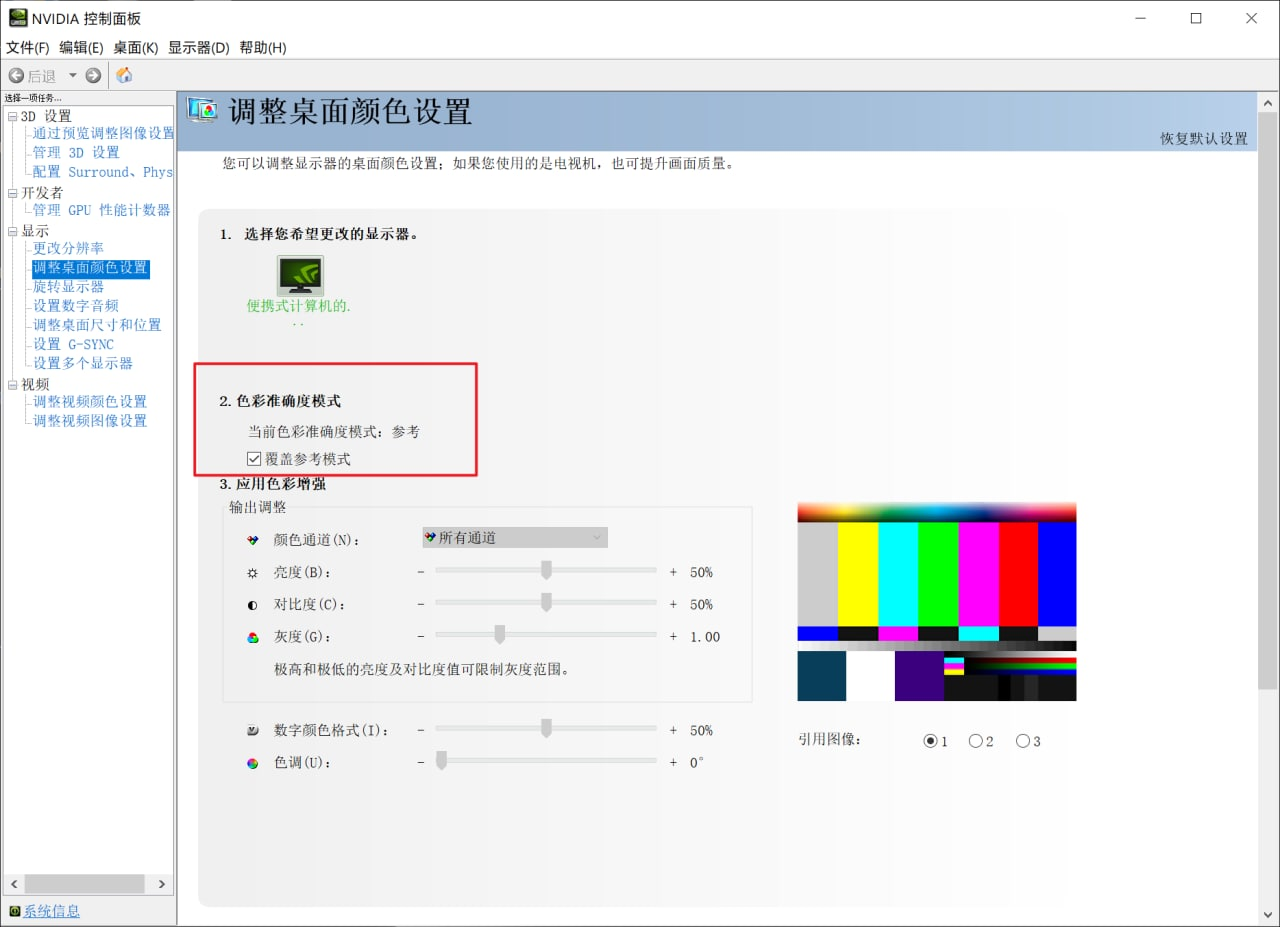 NVIDIA 控制面板
文件(F) 编辑(E) 桌面(K) 显示器(D) 帮助(H)
后退
选择一项任务...
3D 设置
通过预览调整图像设置
管理 3D 设置
配置 Surround、Phys
开发者
管理 GPU 性能计数器
显示
更改分辨率
调整桌面颜色设置
旋转显示器
设置数字音频
调整桌面尺寸和位置
设置 G-SYNC
设置多个显示器
视频
调整视频颜色设置
调整视频图像设置
系统信息
调整桌面颜色设置
恢复默认设置
您可以调整显示器的桌面颜色设置；如果您使用的是电视机，也可提升画面质量。
1. 选择您希望更改的显示器。
便携式计算机的.
..
2. 色彩准确度模式
当前色彩准确度模式: 参考
覆盖参考模式
3. 应用色彩增强
输出调整
颜色通道(N): 所有通道
亮度(B): - + 50%
对比度(C): - + 50%
灰度(G): - + 1.00
极高和极低的亮度及对比度值可限制灰度范围。
数字颜色格式(I): - + 50%
色调(U): - + 0°
引用图像: 1 2 3